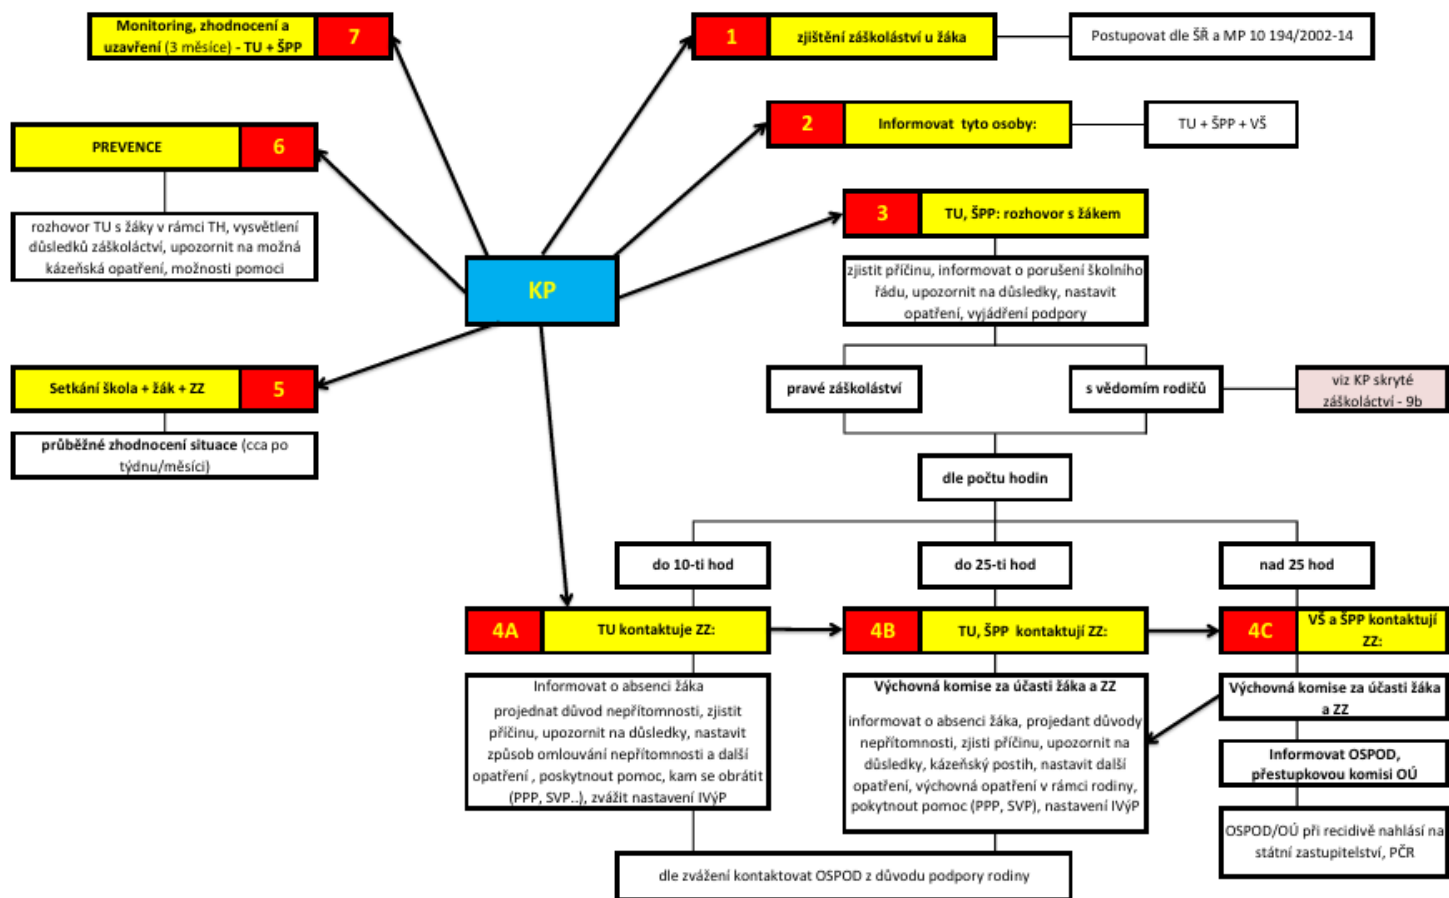 Monitoring, zhodnocení a
uzavření (3 měsíce) - TU + ŠPP
7
1
zjištění záškoláství u žáka
Postupovat dle ŠŘ a MP 10 194/2002-14
2
Informovat tyto osoby:
TU + ŠPP + VŠ
PREVENCE
6
rozhovor TU s žáky v rámci TH, vysvětlení
důsledků záškoláctví, upozornit na možná
kázeňská opatření, možnosti pomoci
3
TU, ŠPP: rozhovor s žákem
zjistit příčinu, informovat o porušení školního
řádu, upozornit na důsledky, nastavit
opatření, vyjádření podpory
KP
Setkání škola + žák + ZZ
5
průběžné zhodnocení situace (cca po
týdnu/měsíci)
pravé záškoláství
s vědomím rodičů
viz KP skryté
záškoláctví - 9b
dle počtu hodin
do 10-ti hod
do 25-ti hod
nad 25 hod
4A
TU kontaktuje ZZ:
4B
TU, ŠPP kontaktují ZZ:
4C
VŠ a ŠPP kontaktují
ZZ:
Informovat o absenci žáka
projednat důvod nepřítomnosti, zjistit
příčinu, upozornit na důsledky, nastavit
způsob omlouvání nepřítomnosti a další
opatření , poskytnout pomoc, kam se obrátit
(PPP, SVP..), zvážit nastavení IVýP
Výchovná komise za účasti žáka a ZZ
informovat o absenci žáka, projedant důvody
nepřítomnosti, zjisti příčinu, upozornit na
důsledky, kázeňský postih, nastavit další
opatření, výchovná opatření v rámci rodiny,
pokytnout pomoc (PPP, SVP), nastavení IVýP
Výchovná komise za účasti žáka
a ZZ
Informovat OSPOD,
přestupkovou komisi OÚ
OSPOD/OÚ při recidivě nahlásí na
státní zastupitelství, PČR
dle zvážení kontaktovat OSPOD z důvodu podpory rodiny